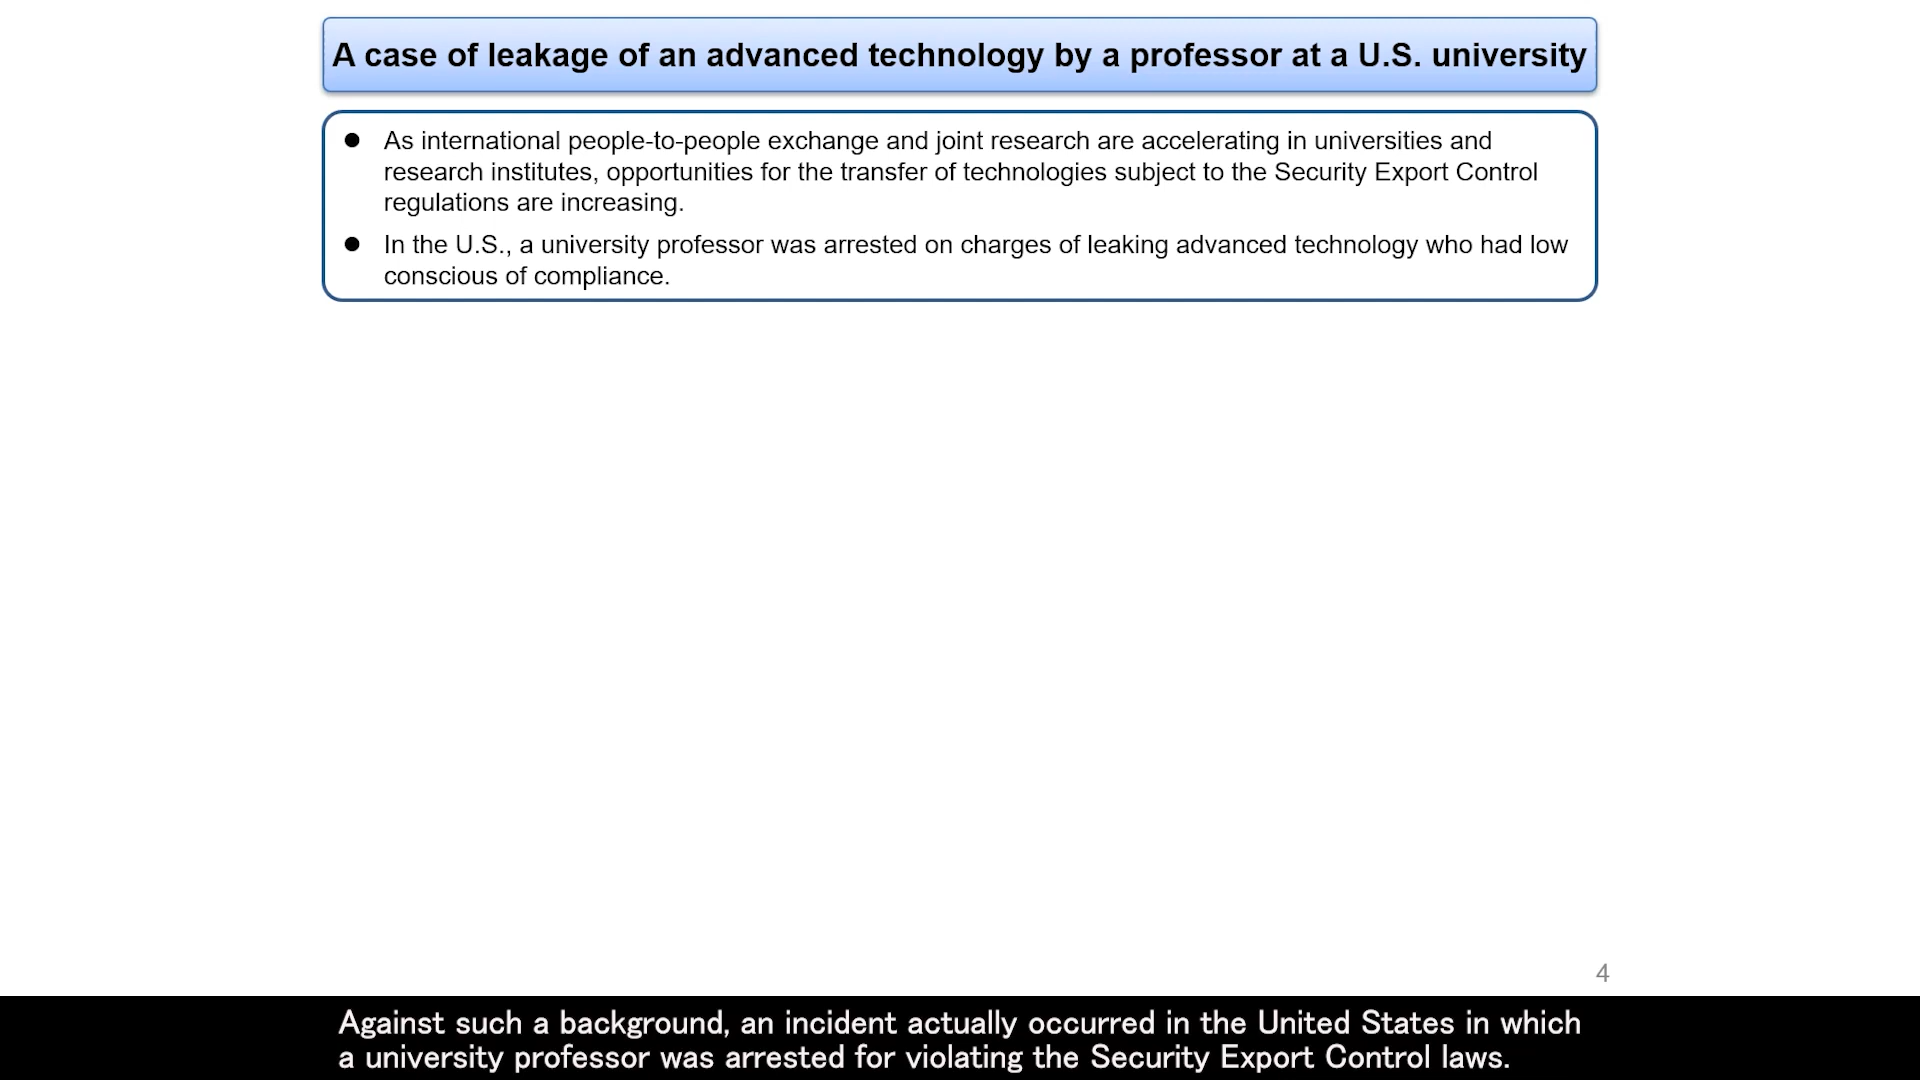 A case of leakage of an advanced technology by a professor at a U.S. university
● As international people-to-people exchange and joint research are accelerating in universities and
research institutes, opportunities for the transfer of technologies subject to the Security Export Control
regulations are increasing.
● In the U.S., a university professor was arrested on charges of leaking advanced technology who had low
conscious of compliance.
4
Against such a background, an incident actually occurred in the United States in which
a university professor was arrested for violating the Security Export Control laws.